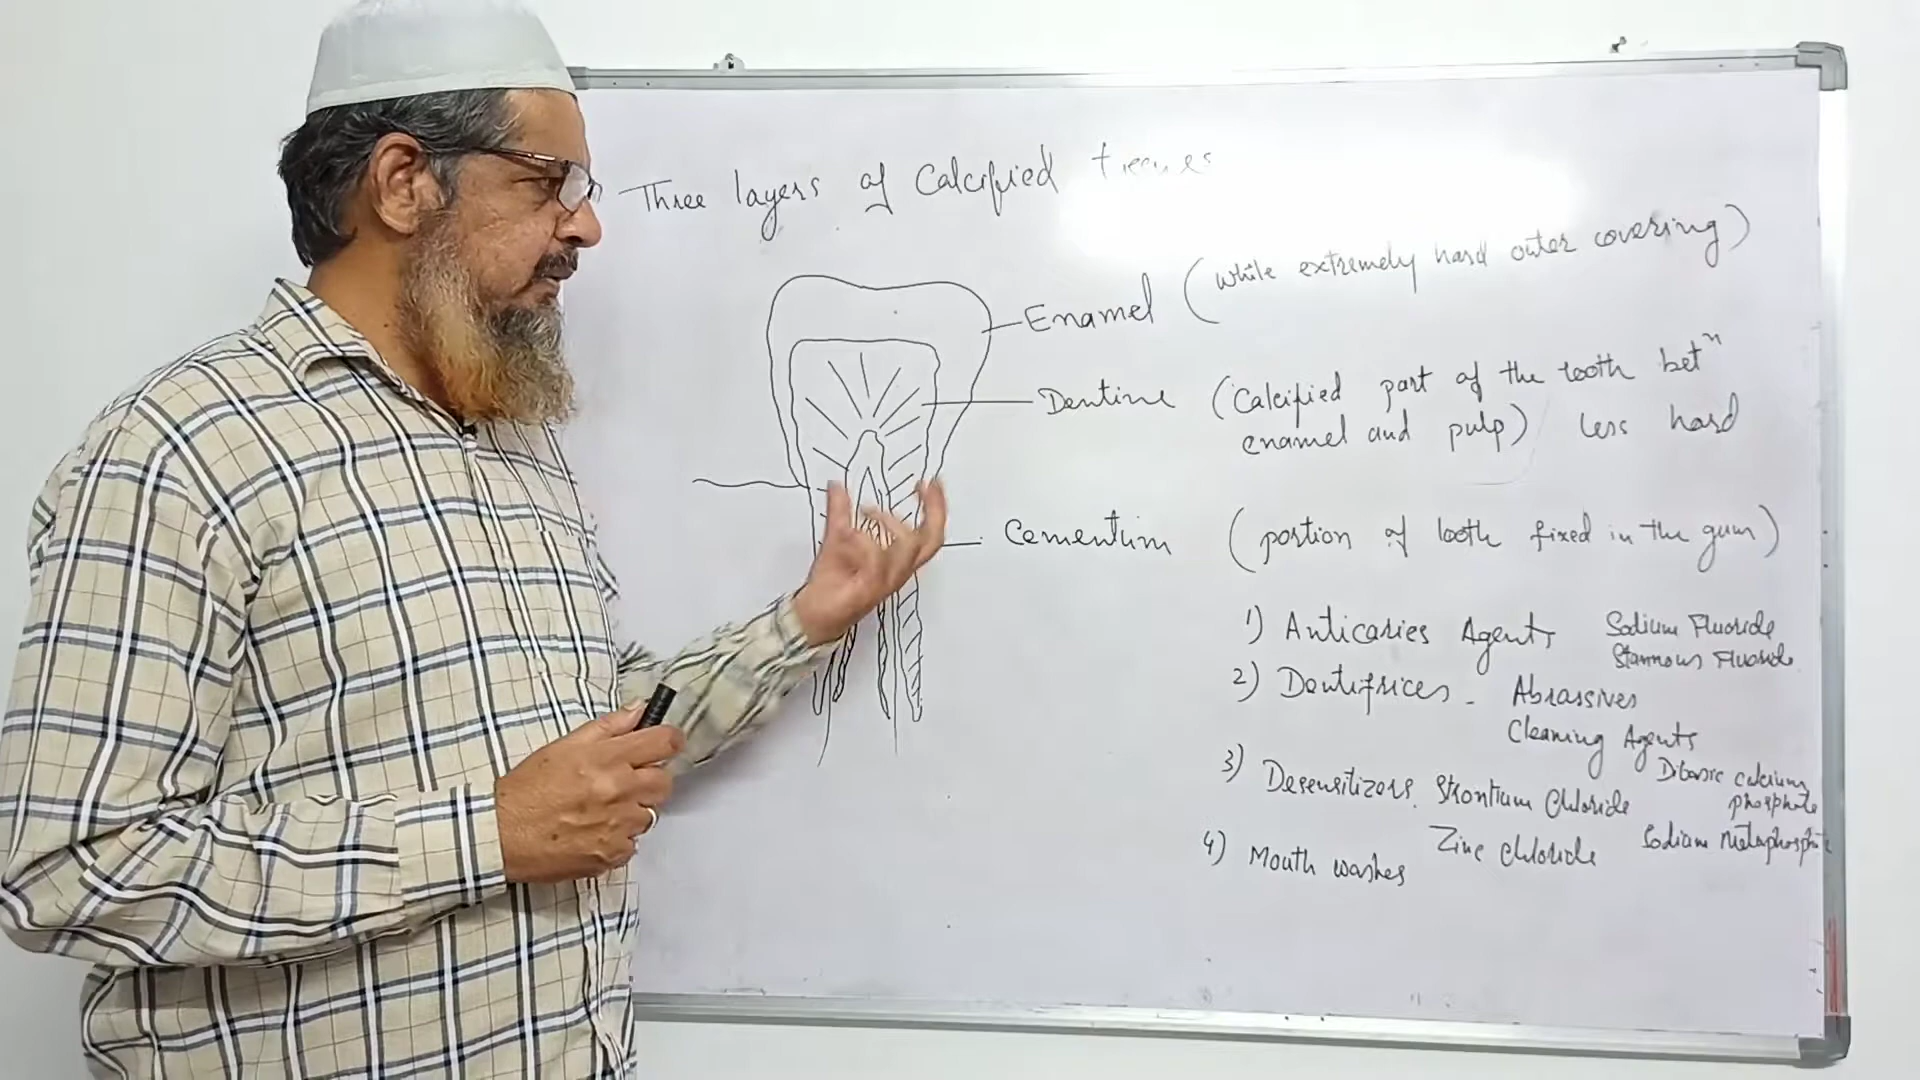 Three layers of Calcified tissues
Enamel (while extremely hard outer covering)
Dentine (Calcified part of the tooth betⁿ
enamel and pulp) less hard
Cementum (portion of tooth fixed in the gum)
1) Anticaries Agents Sodium Fluoride
Stannous Fluoride
2) Dentifrices - Abrassives
Cleaning Agents
Dibasic calcium
phosphate
3) Desensitizers. Strontium Chloride
Sodium Metaphosphate
4) Mouth washes Zinc Chloride